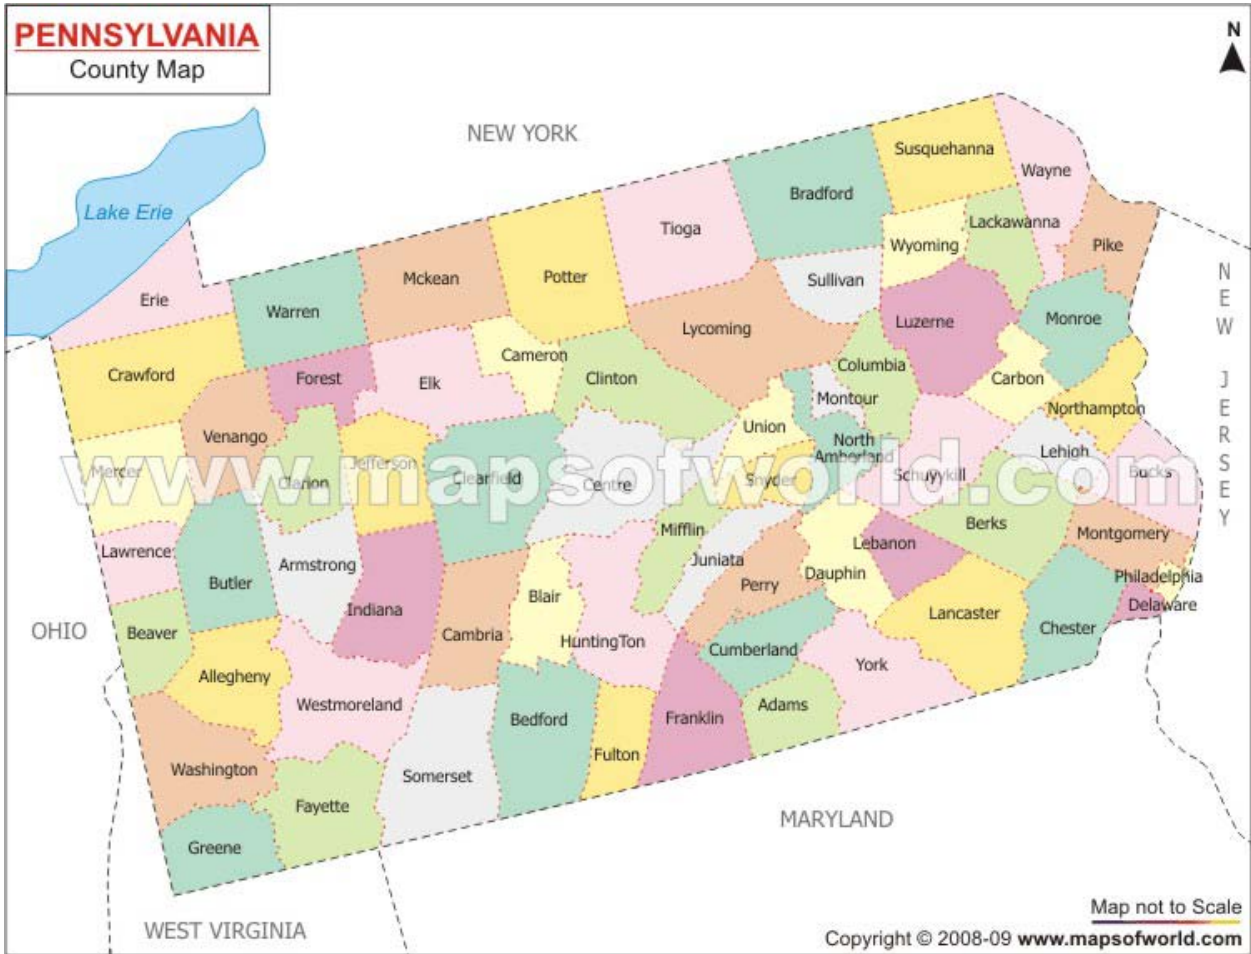 PENNSYLVANIA
County Map
N
NEW YORK
Lake Erie
NEW JERSEY
OHIO
WEST VIRGINIA
MARYLAND
Susquehanna
Wayne
Bradford
Tioga
Lackawanna
Wyoming
Pike
Mckean
Potter
Sullivan
Erie
Warren
Lycoming
Luzerne
Monroe
Crawford
Forest
Elk
Cameron
Clinton
Columbia
Carbon
Montour
Northampton
Venango
Union
North
Amberland
Lehigh
Mercer
Clarion
Jefferson
Clearfield
Centre
Snyder
Schuyykill
Bucks
www.mapsofworld.com
Mifflin
Berks
Montgomery
Lawrence
Butler
Armstrong
Juniata
Lebanon
Dauphin
Perry
Philadelphia
Indiana
Blair
Delaware
Beaver
Cambria
HuntingTon
Cumberland
Lancaster
Chester
Allegheny
York
Westmoreland
Bedford
Franklin
Adams
Washington
Somerset
Fulton
Fayette
Greene
Map not to Scale
Copyright © 2008-09 www.mapsofworld.com